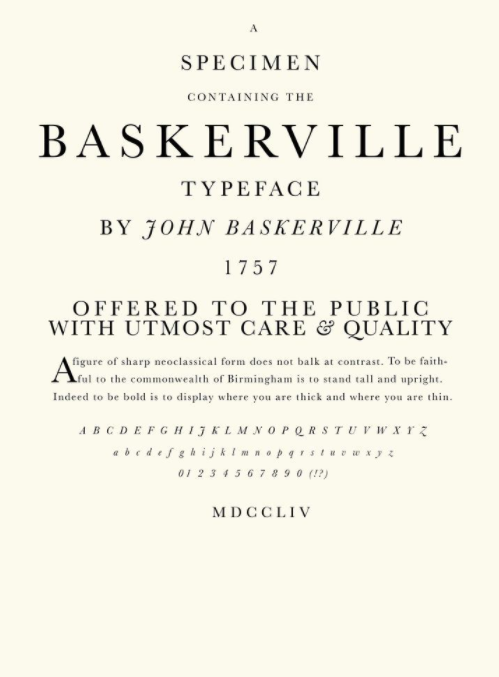 A
SPECIMEN
CONTAINING THE
BASKERVILLE
TYPEFACE
BY JOHN BASKERVILLE
1757
OFFERED TO THE PUBLIC
WITH UTMOST CARE & QUALITY
A figure of sharp neoclassical form does not balk at contrast. To be faith-
ful to the commonwealth of Birmingham is to stand tall and upright.
Indeed to be bold is to display where you are thick and where you are thin.
A B C D E F G H I J J K L M N O P Q R S T U V W X Y Z
a b c d e f g h i j k l m n o p q r s t u v w x y z
0 1 2 3 4 5 6 7 8 9 0 (!?)
MDCCLIV